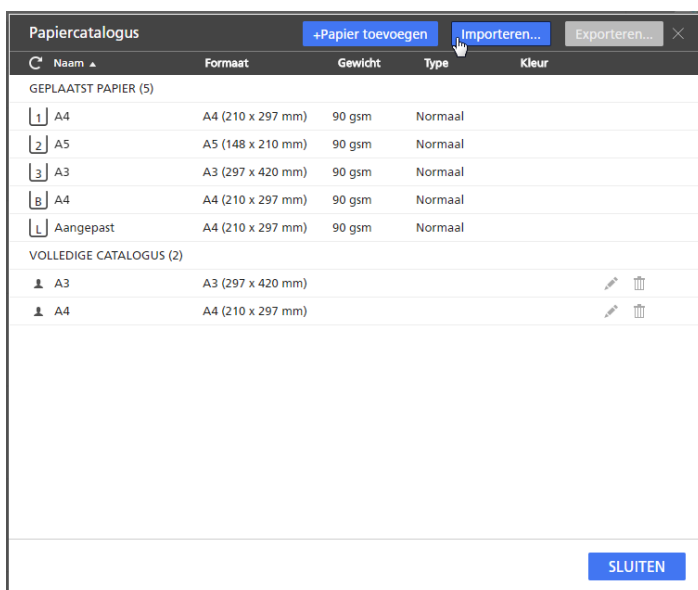 Papiercatalogus +Papier toevoegen Importeren... Exporteren...
Naam Formaat Gewicht Type Kleur
GEPLAATST PAPIER (5)
1 A4 A4 (210 x 297 mm) 90 gsm Normaal
2 A5 A5 (148 x 210 mm) 90 gsm Normaal
3 A3 A3 (297 x 420 mm) 90 gsm Normaal
B A4 A4 (210 x 297 mm) 90 gsm Normaal
L Aangepast A4 (210 x 297 mm) 90 gsm Normaal
VOLLEDIGE CATALOGUS (2)
A3 A3 (297 x 420 mm)
A4 A4 (210 x 297 mm)
SLUITEN